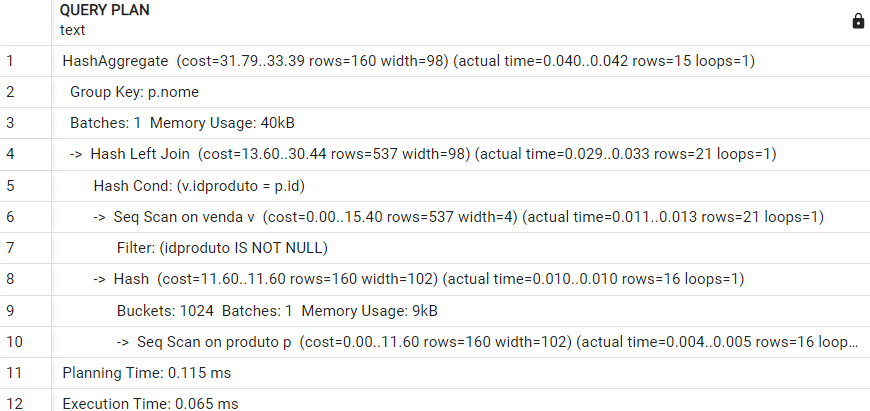 QUERY PLAN
text
1 HashAggregate (cost=31.79..33.39 rows=160 width=98) (actual time=0.040..0.042 rows=15 loops=1)
2 Group Key: p.nome
3 Batches: 1 Memory Usage: 40kB
4 -> Hash Left Join (cost=13.60..30.44 rows=537 width=98) (actual time=0.029..0.033 rows=21 loops=1)
5 Hash Cond: (v.idproduto = p.id)
6 -> Seq Scan on venda v (cost=0.00..15.40 rows=537 width=4) (actual time=0.011..0.013 rows=21 loops=1)
7 Filter: (idproduto IS NOT NULL)
8 -> Hash (cost=11.60..11.60 rows=160 width=102) (actual time=0.010..0.010 rows=16 loops=1)
9 Buckets: 1024 Batches: 1 Memory Usage: 9kB
10 -> Seq Scan on produto p (cost=0.00..11.60 rows=160 width=102) (actual time=0.004..0.005 rows=16 loop...
11 Planning Time: 0.115 ms
12 Execution Time: 0.065 ms